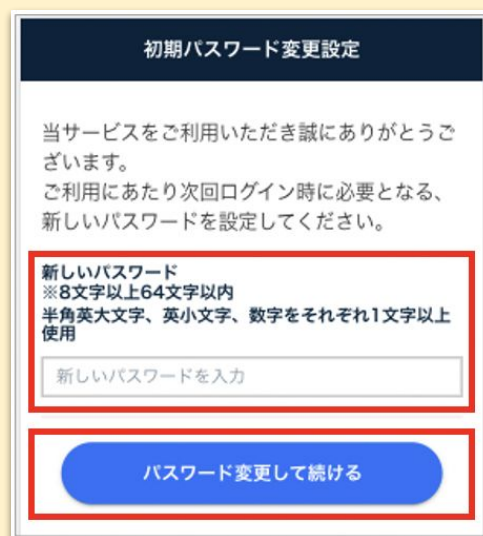 初期パスワード変更設定
当サービスをご利用いただき誠にありがとうご
ざいます。
ご利用にあたり次回ログイン時に必要となる、
新しいパスワードを設定してください。
新しいパスワード
※8文字以上64文字以内
半角英大文字、英小文字、数字をそれぞれ1文字以上
使用
新しいパスワードを入力
パスワード変更して続ける